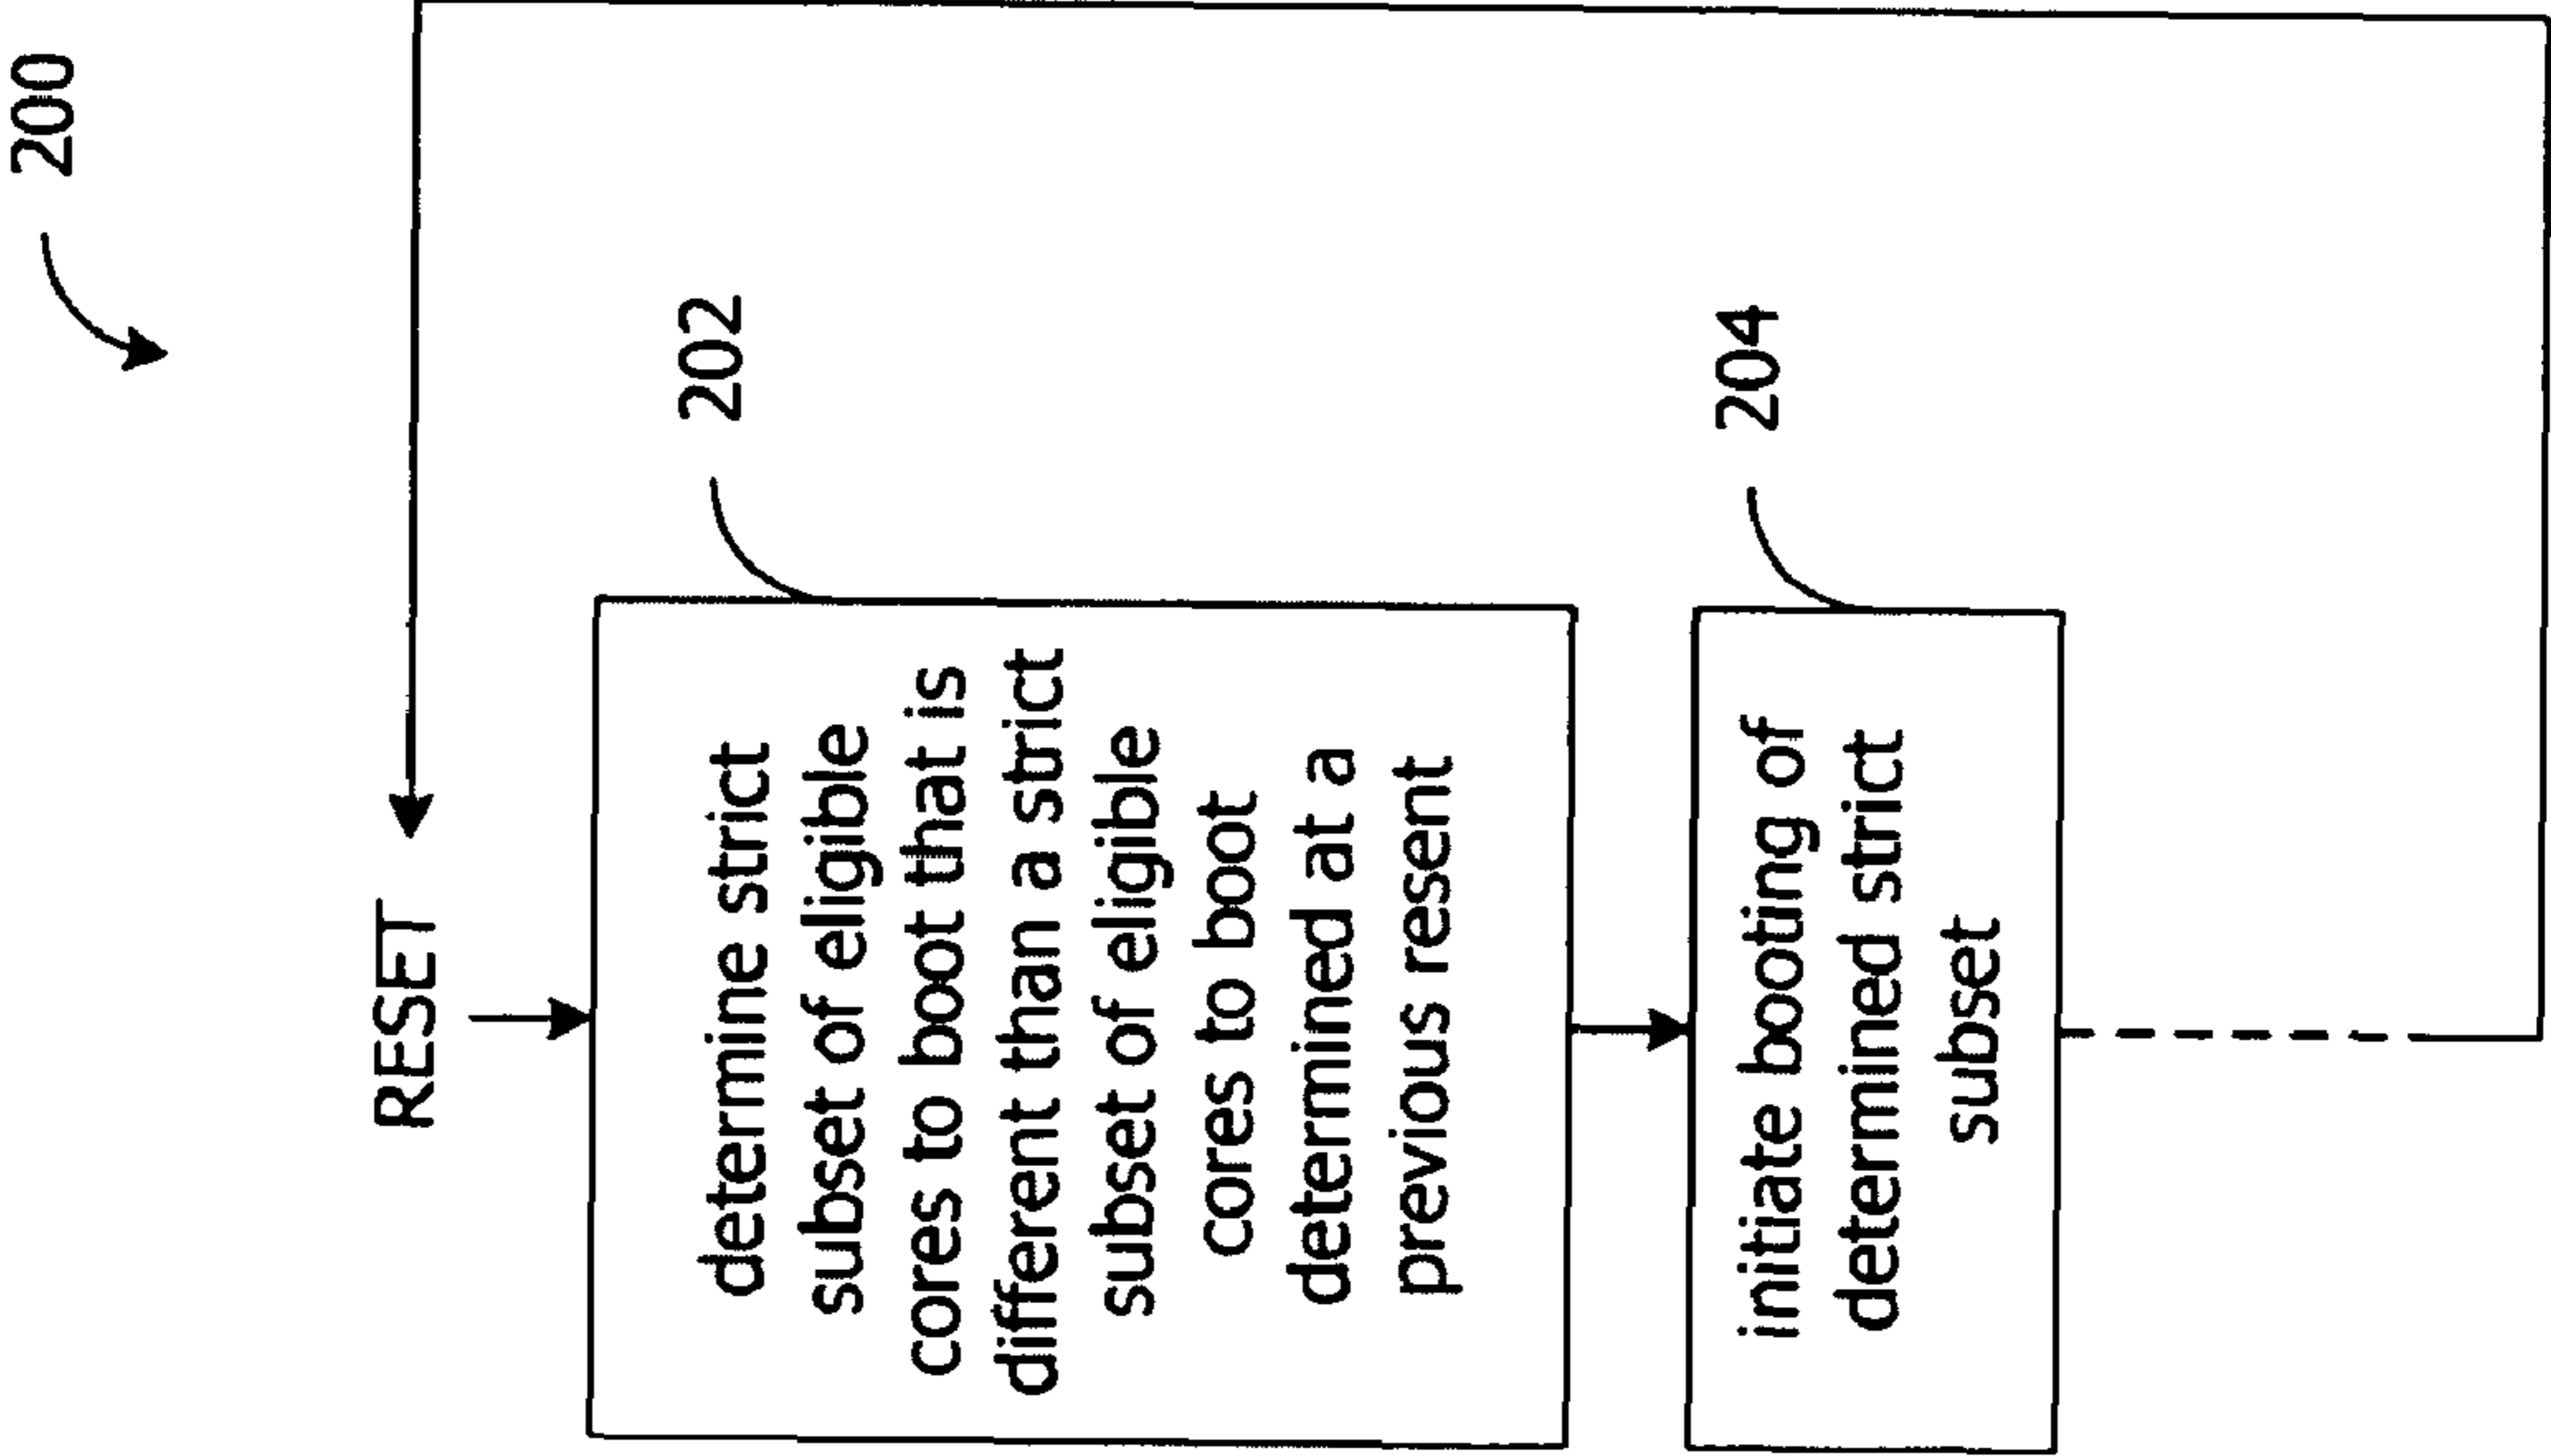 200
RESET
202
determine strict
subset of eligible
cores to boot that is
different than a strict
subset of eligible
cores to boot
determined at a
previous resent
204
initiate booting of
determined strict
subset